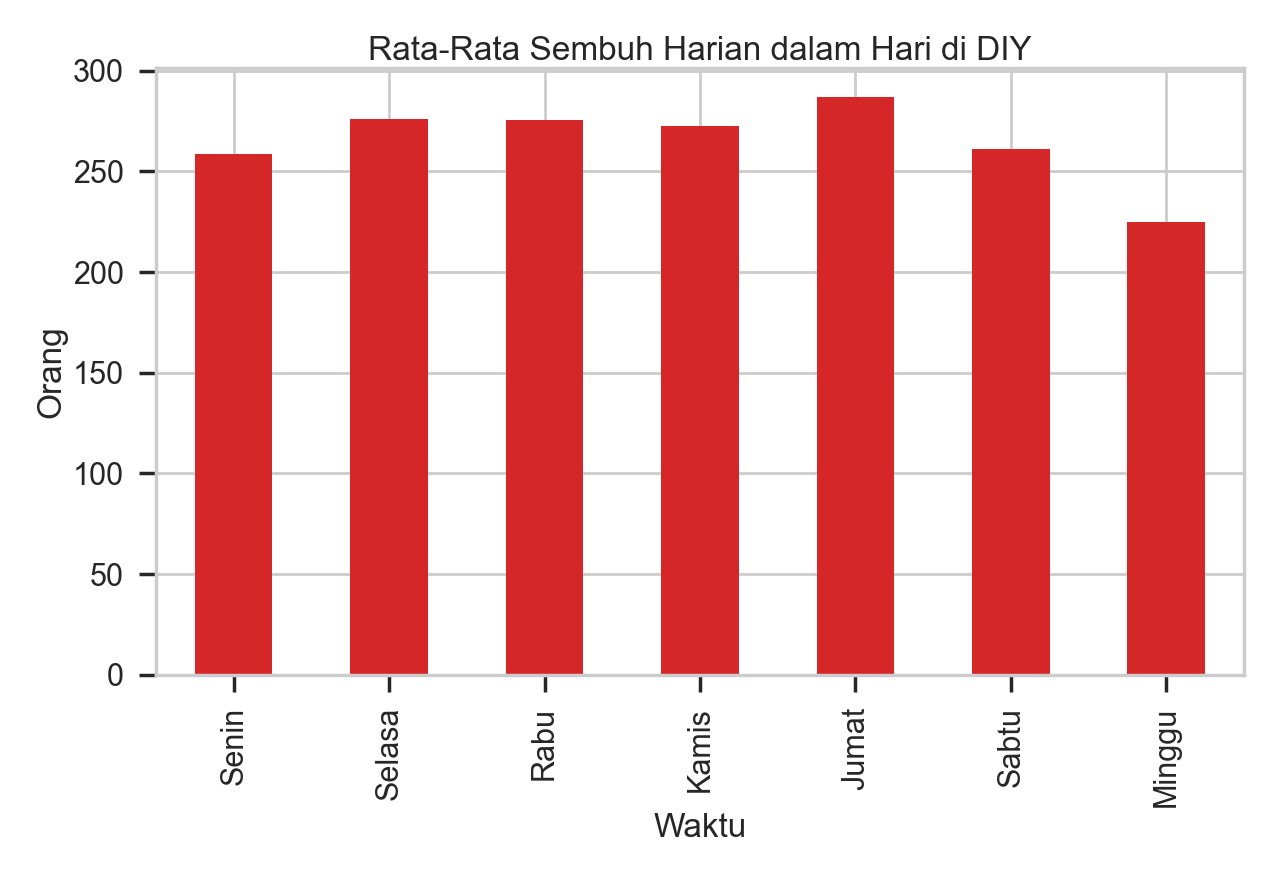 Rata-Rata Sembuh Harian dalam Hari di DIY
300
250
200
150
100
50
0
Orang
Senin
Selasa
Rabu
Kamis
Jumat
Sabtu
Minggu
Waktu